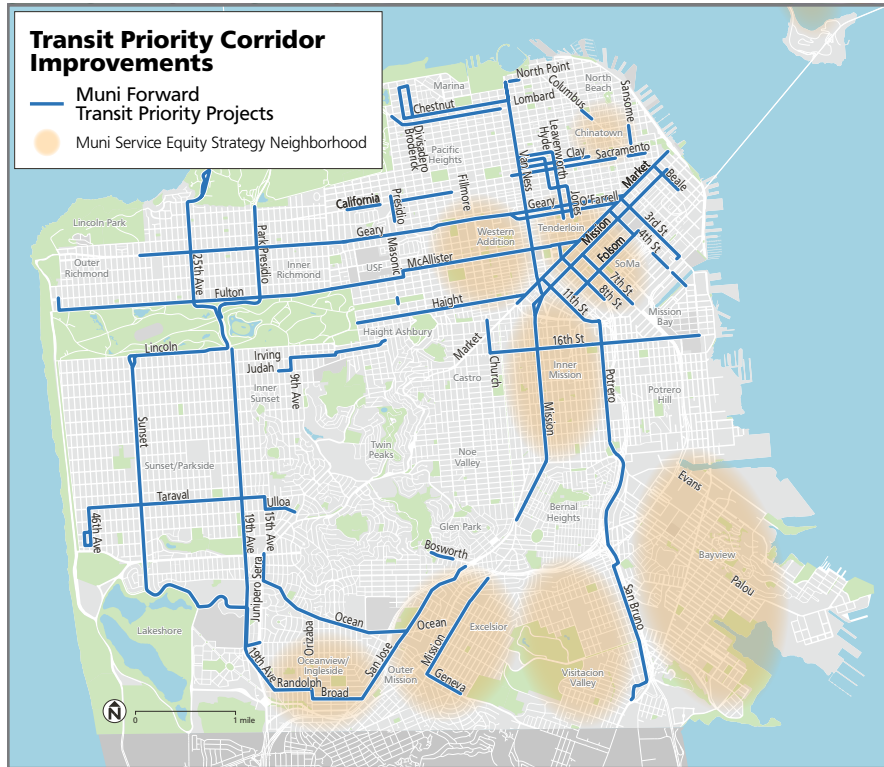 Transit Priority Corridor
Improvements
Muni Forward
Transit Priority Projects
Muni Service Equity Strategy Neighborhood
North Point
Marina
North
Beach
Columbus
Sansome
Chestnut
Lombard
Divisadero
Broderick
Pacific
Heights
Van Ness
Hyde
Leavenworth
Chinatown
Clay
Sacramento
California
Presidio
Fillmore
Jones
O'Farrell
Market
Beale
Lincoln Park
Geary
Geary
Western
Addition
Tenderloin
Mission
Folsom
3rd St
4th St
Outer
Richmond
25th Ave
Park Presidio
Inner
Richmond
USF
Masonic
McAllister
SoMa
7th St
8th St
11th St
Fulton
Haight
Mission
Bay
Haight Ashbury
Market
16th St
Lincoln
Irving
Judah
9th Ave
Inner
Sunset
Castro
Church
Inner
Mission
Mission
Potrero
Potrero
Hill
Sunset
Sunset/Parkside
Twin
Peaks
Noe
Valley
Taraval
Ulloa
46th Ave
19th Ave
15th Ave
Glen Park
Bernal
Heights
Evans
Bosworth
Bayview
Palou
Junipero Serra
Lakeshore
Ocean
Ocean
Orizaba
San Jose
Excelsior
Mission
San Bruno
19th Ave
Oceanview/
Ingleside
Randolph
Broad
Outer
Mission
Geneva
Visitacion
Valley
N
0
1 mile